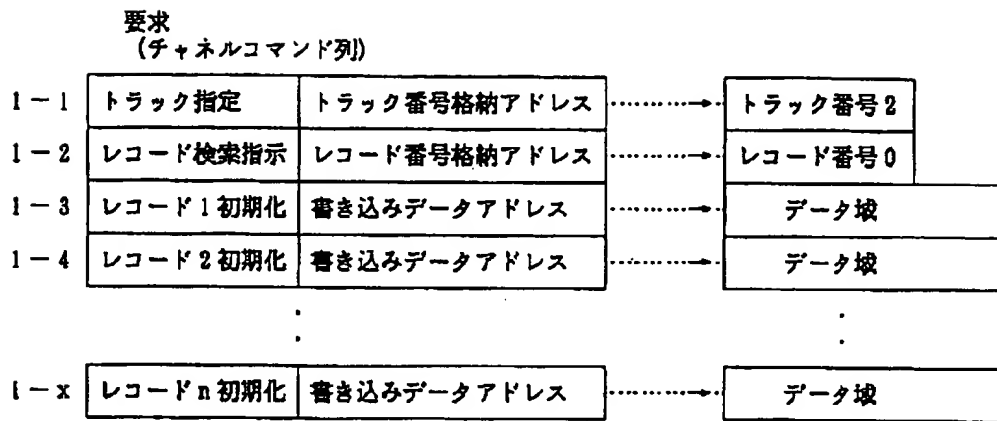 要求
(チャネルコマンド列)
1－1 トラック指定 トラック番号格納アドレス トラック番号2
1－2 レコード検索指示 レコード番号格納アドレス レコード番号0
1－3 レコード1初期化 書き込みデータアドレス データ域
1－4 レコード2初期化 書き込みデータアドレス データ域
1－x レコードn初期化 書き込みデータアドレス データ域